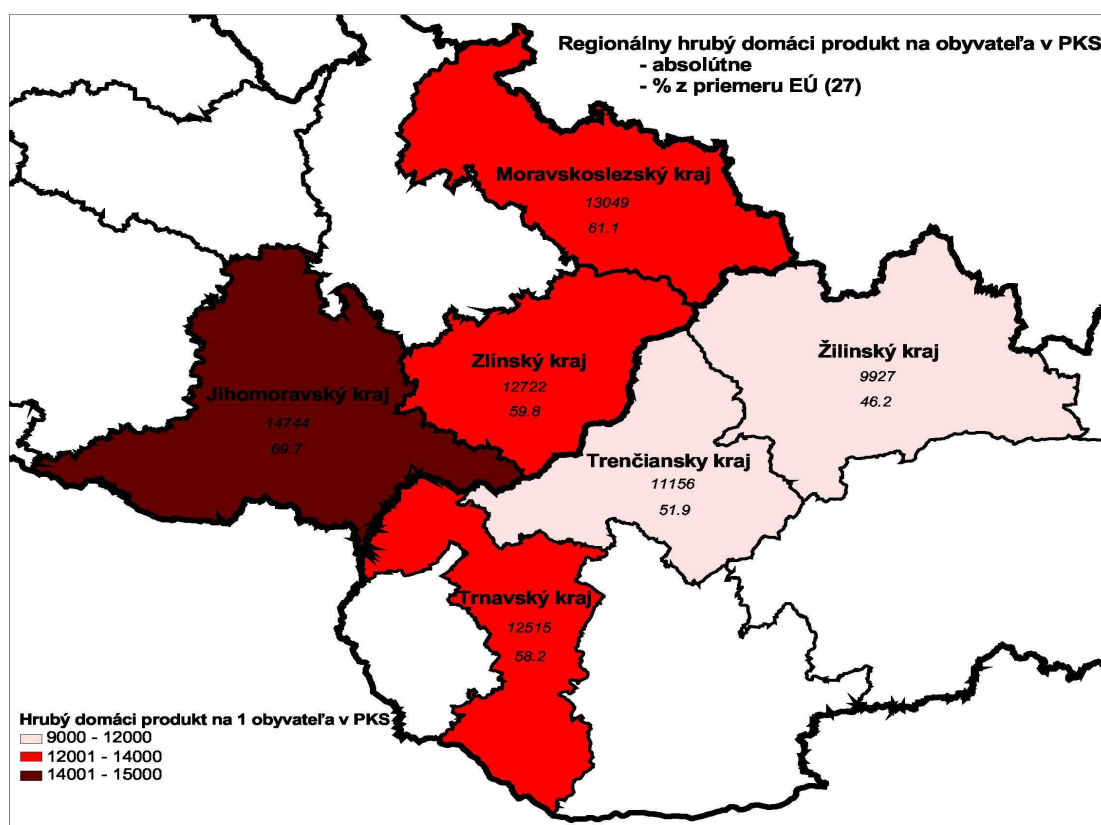 Regionálny hrubý domáci produkt na obyvateľa v PKS
- absolútne
- % z priemeru EÚ (27)
Moravskoslezský kraj
13049
61.1
Žilinský kraj
9927
46.2
Zlínský kraj
12722
59.8
Jihomoravský kraj
14744
69.7
Trenčiansky kraj
11156
51.9
Trnavský kraj
12515
58.2
Hrubý domáci produkt na 1 obyvateľa v PKS
9000 - 12000
12001 - 14000
14001 - 15000